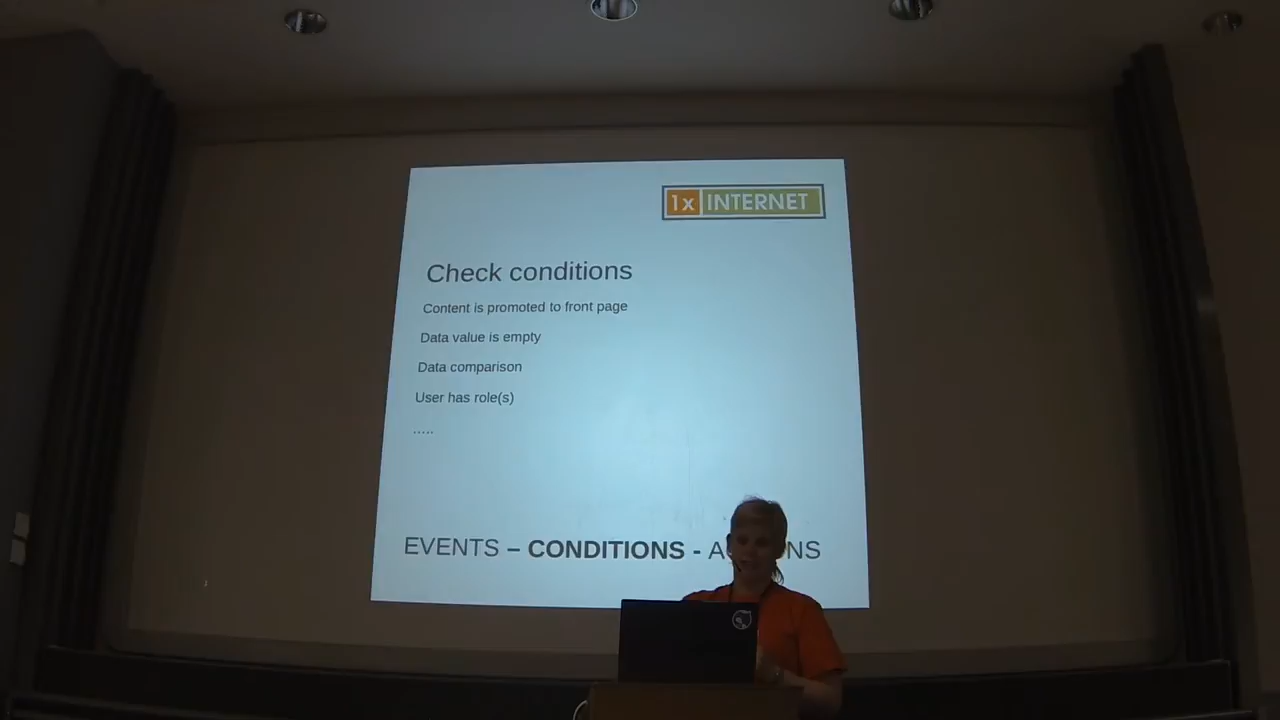 1x INTERNET
Check conditions
Content is promoted to front page
Data value is empty
Data comparison
User has role(s)
.....
EVENTS – CONDITIONS - A NS